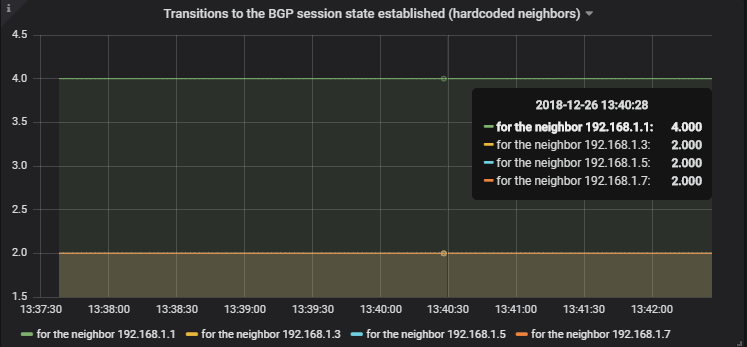 i
Transitions to the BGP session state established (hardcoded neighbors)
4.5
4.0
3.5
3.0
2.5
2.0
1.5
2018-12-26 13:40:28
for the neighbor 192.168.1.1: 4.000
for the neighbor 192.168.1.3: 2.000
for the neighbor 192.168.1.5: 2.000
for the neighbor 192.168.1.7: 2.000
13:37:30 13:38:00 13:38:30 13:39:00 13:39:30 13:40:00 13:40:30 13:41:00 13:41:30 13:42:00
for the neighbor 192.168.1.1 for the neighbor 192.168.1.3 for the neighbor 192.168.1.5 for the neighbor 192.168.1.7